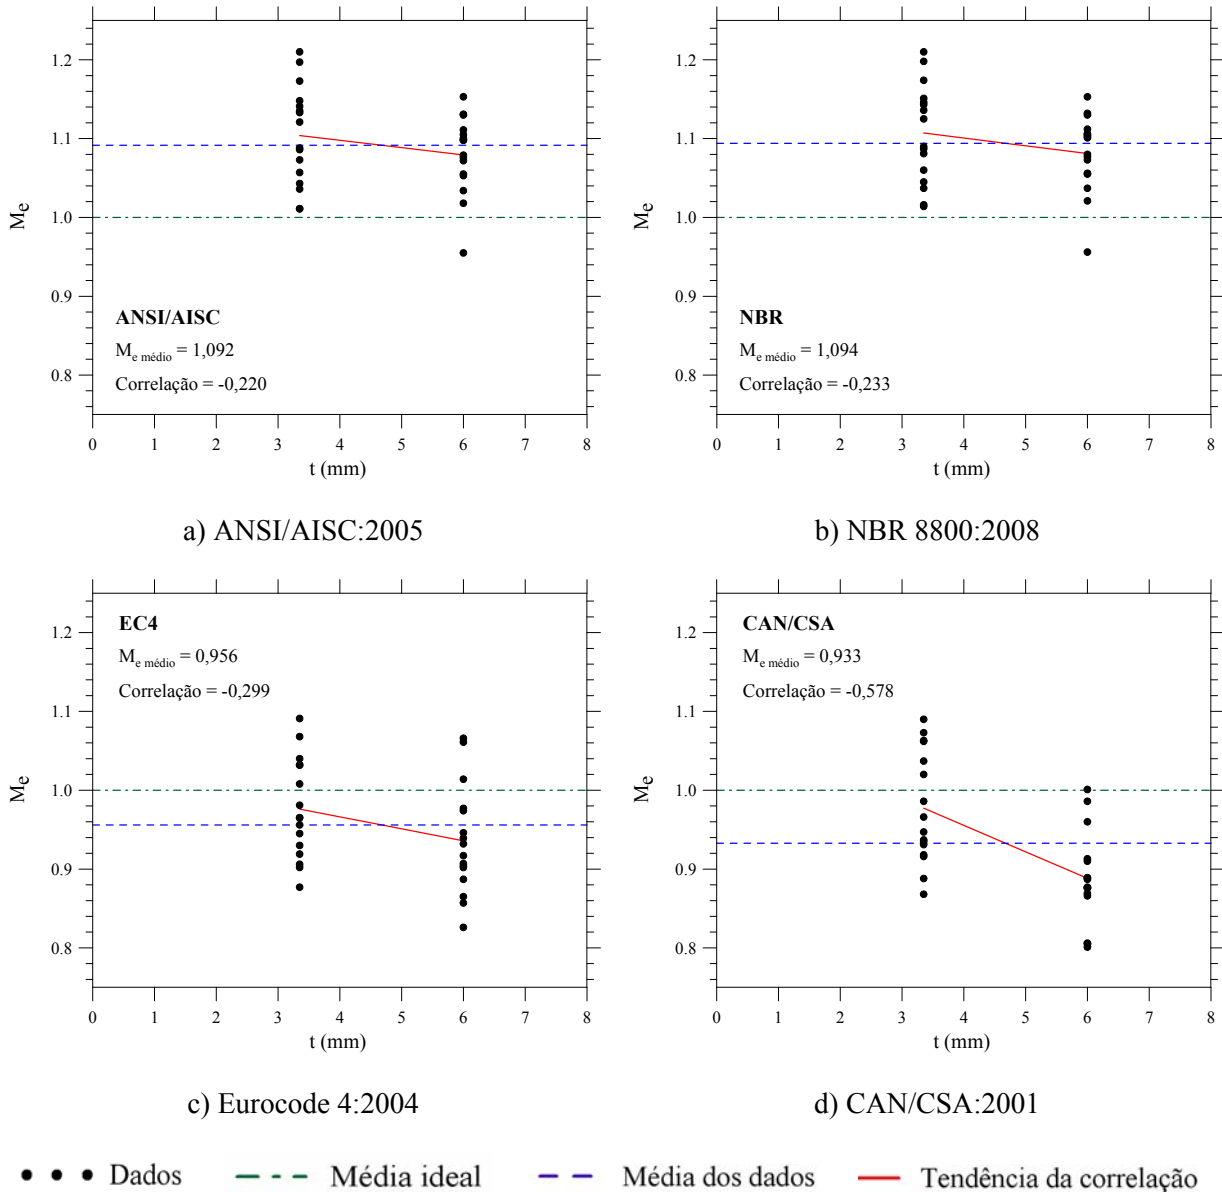 1.2
1.1
1.0
0.9
0.8
Me
ANSI/AISC
Me médio = 1,092
Correlação = -0,220
0 1 2 3 4 5 6 7 8
t (mm)
a) ANSI/AISC:2005
1.2
1.1
1.0
0.9
0.8
Me
NBR
Me médio = 1,094
Correlação = -0,233
0 1 2 3 4 5 6 7 8
t (mm)
b) NBR 8800:2008
1.2
1.1
1.0
0.9
0.8
Me
EC4
Me médio = 0,956
Correlação = -0,299
0 1 2 3 4 5 6 7 8
t (mm)
c) Eurocode 4:2004
1.2
1.1
1.0
0.9
0.8
Me
CAN/CSA
Me médio = 0,933
Correlação = -0,578
0 1 2 3 4 5 6 7 8
t (mm)
d) CAN/CSA:2001
Dados Média ideal Média dos dados Tendência da correlação